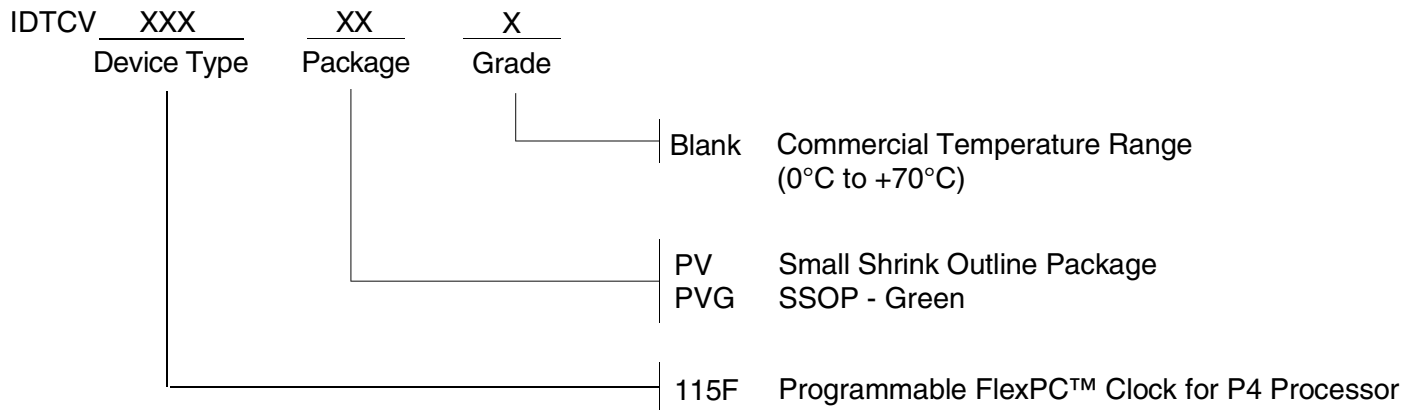 IDTCV XXX XX X
Device Type Package Grade
Blank Commercial Temperature Range
(0°C to +70°C)
PV Small Shrink Outline Package
PVG SSOP - Green
115F Programmable FlexPC™ Clock for P4 Processor